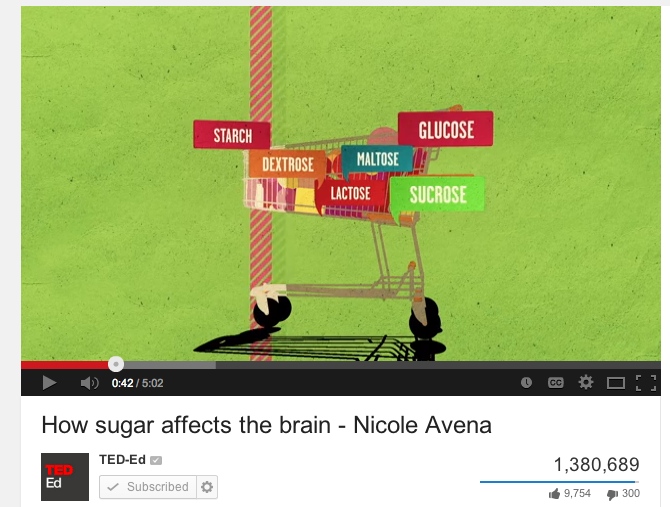 STARCH
GLUCOSE
DEXTROSE
MALTOSE
LACTOSE
SUCROSE
0:42 / 5:02
CC
How sugar affects the brain - Nicole Avena
TED
Ed
TED-Ed
Subscribed
1,380,689
9,754
300